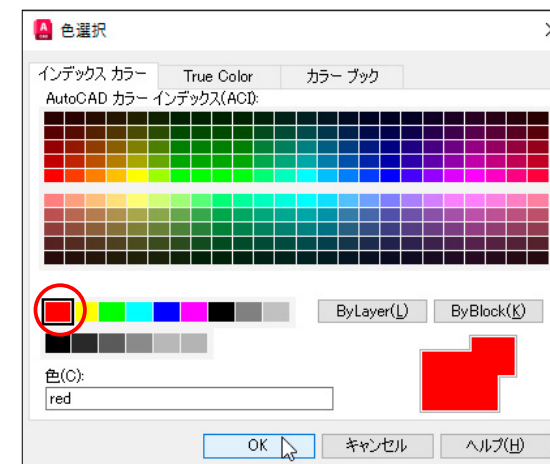 色選択
インデックス カラー True Color カラー ブック
AutoCAD カラー インデックス(ACI):
ByLayer(L) ByBlock(K)
色(C):
red
OK キャンセル ヘルプ(H)